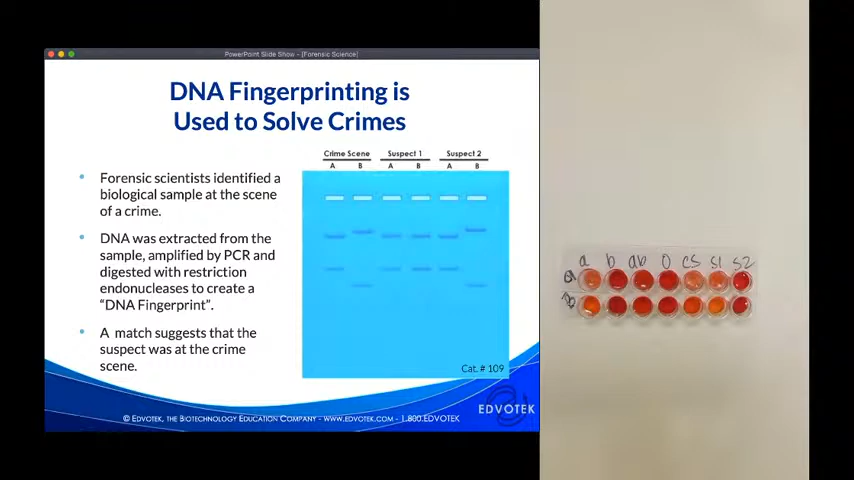 PowerPoint Slide Show - [Forensic Science]
DNA Fingerprinting is
Used to Solve Crimes
Crime Scene Suspect 1 Suspect 2
A B A B A B
• Forensic scientists identified a
biological sample at the scene
of a crime.
• DNA was extracted from the
sample, amplified by PCR and
digested with restriction
endonucleases to create a
“DNA Fingerprint”.
• A match suggests that the
suspect was at the crime
scene.
Cat. # 109
EDVOTEK
© EDVOTEK, THE BIOTECHNOLOGY EDUCATION COMPANY - WWW.EDVOTEK.COM - 1.800.EDVOTEK
a b ab O CS S1 S2
a
b